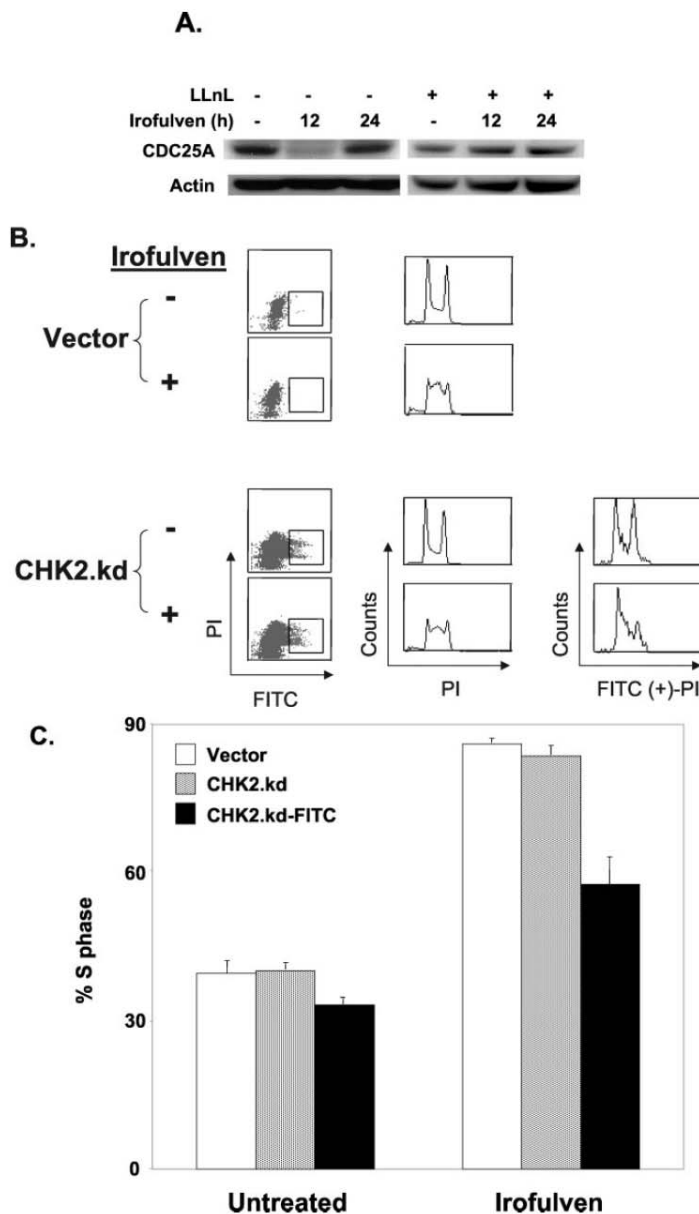 A.
LLnL - - - + + +
Irofulven (h) - 12 24 - 12 24
CDC25A
Actin
B.
Irofulven
-
Vector
+
-
CHK2.kd
+
PI
FITC
Counts
PI
Counts
FITC (+)-PI
C.
90
60
30
0
% S phase
Vector
CHK2.kd
CHK2.kd-FITC
Untreated
Irofulven